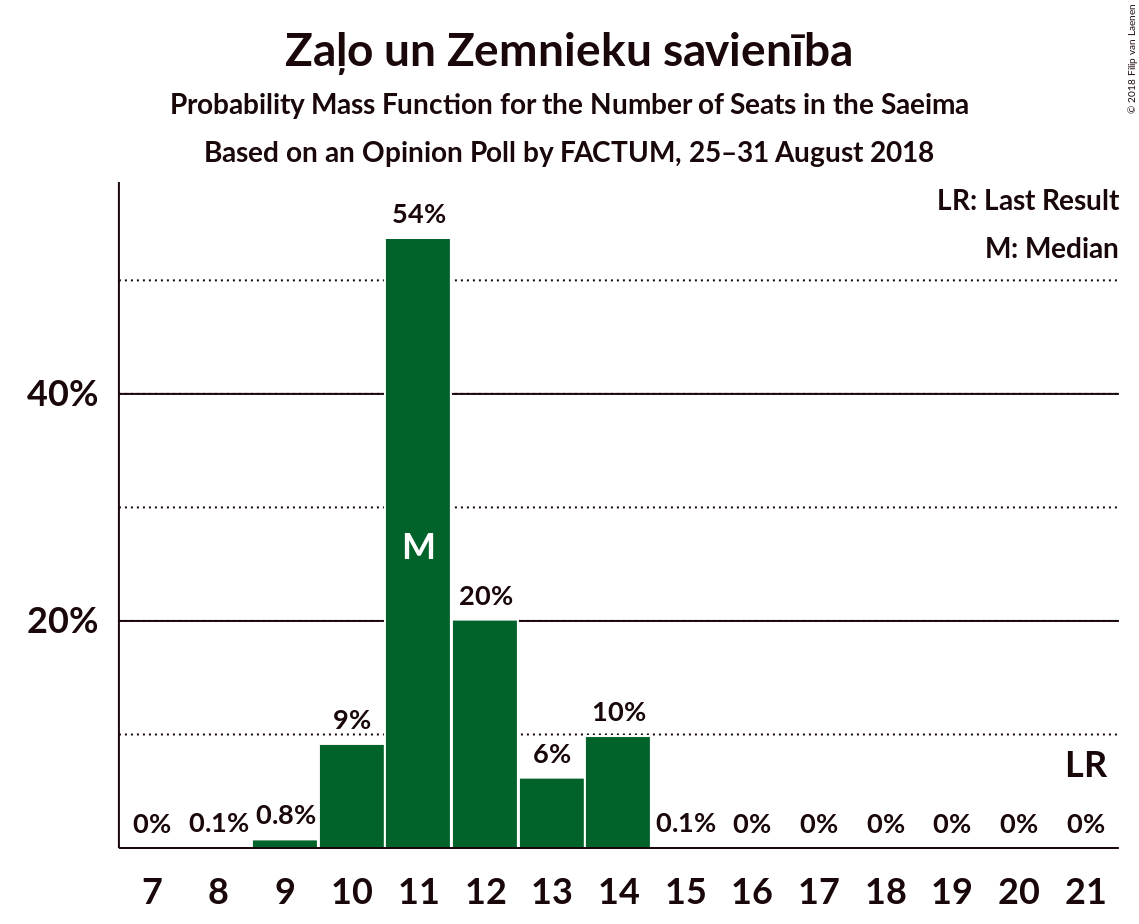 Zaļo un Zemnieku savienība
Probability Mass Function for the Number of Seats in the Saeima
Based on an Opinion Poll by FACTUM, 25–31 August 2018
© 2018 Filip van Laenen
LR: Last Result
M: Median
54%
40%
M
20%
20%
9%
10%
6%
LR
0% 0.1% 0.8% 0.1% 0% 0% 0% 0% 0% 0%
7 8 9 10 11 12 13 14 15 16 17 18 19 20 21